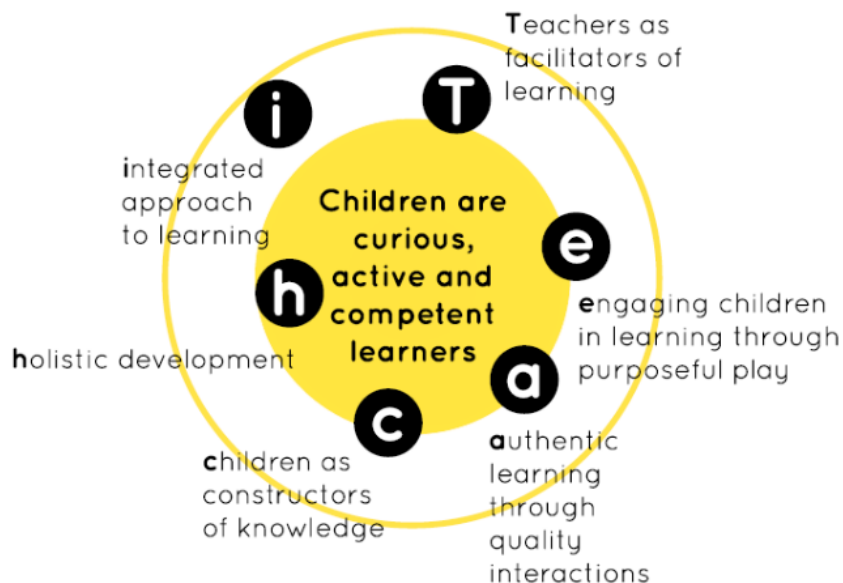 i
integrated
approach
to learning
T
Teachers as
facilitators of
learning
e
engaging children
in learning through
purposeful play
a
authentic
learning
through
quality
interactions
c
children as
constructors
of knowledge
h
holistic development
Children are
curious,
active and
competent
learners